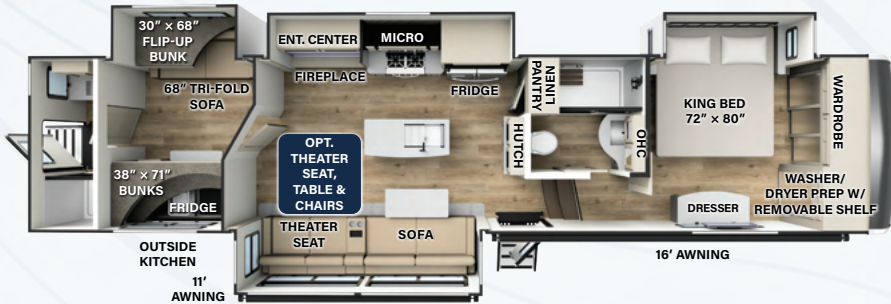 30" × 68"
FLIP-UP
BUNK
68" TRI-FOLD
SOFA
38" × 71"
BUNKS
FRIDGE
OUTSIDE
KITCHEN
11'
AWNING
ENT. CENTER
MICRO
FIREPLACE
FRIDGE
OPT.
THEATER
SEAT,
TABLE &
CHAIRS
THEATER
SEAT
SOFA
LINEN
PANTRY
HUTCH
OHC
KING BED
72" × 80"
WARDROBE
WASHER/
DRYER PREP W/
REMOVABLE SHELF
DRESSER
16' AWNING